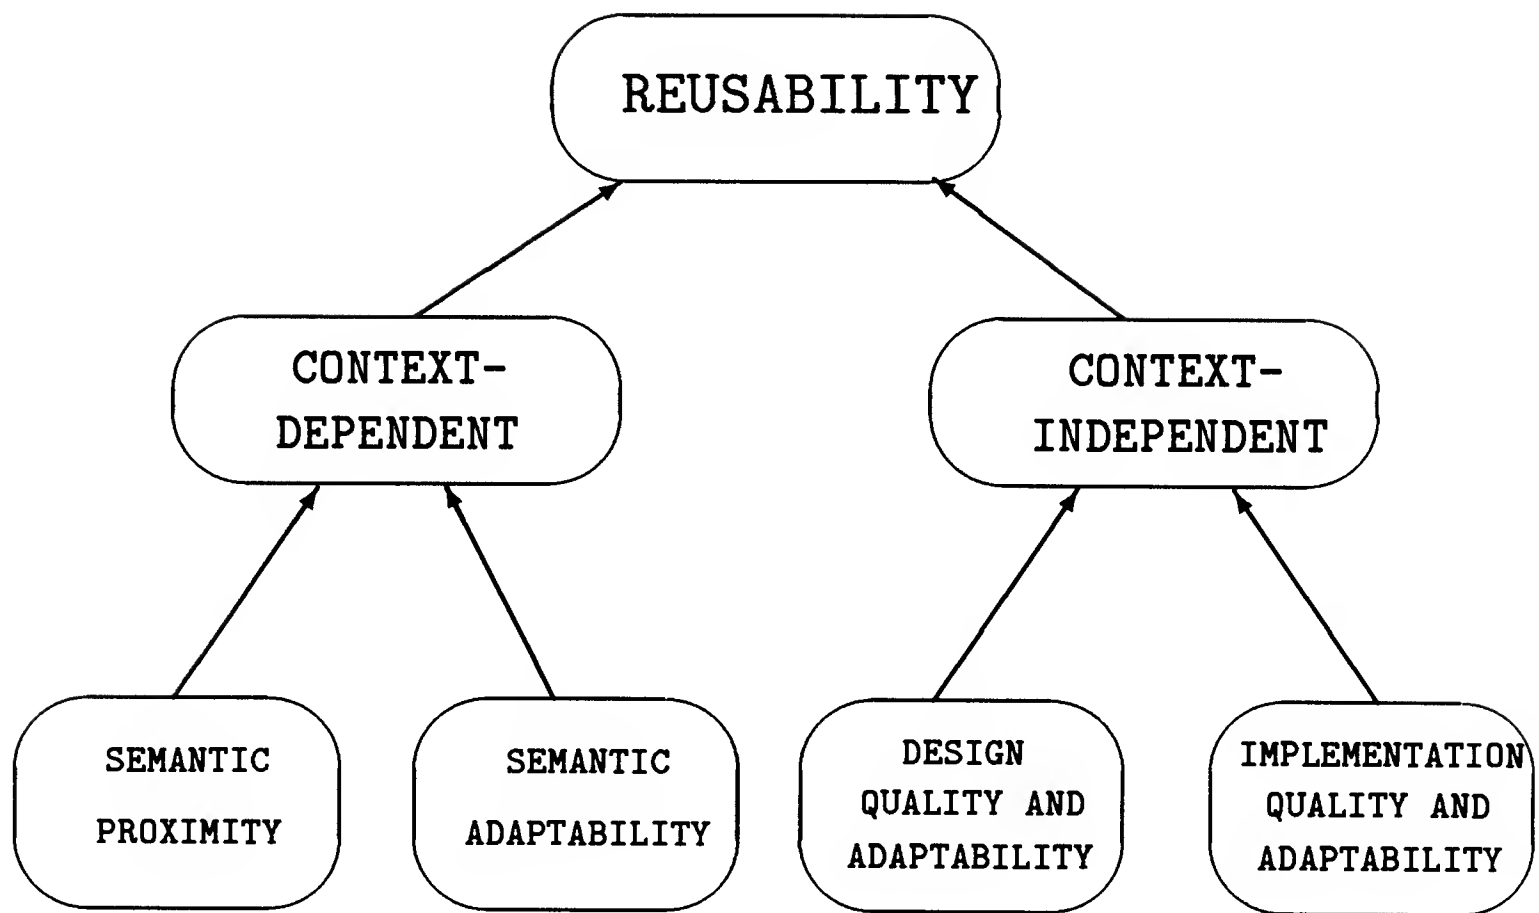 REUSABILITY
CONTEXT-
DEPENDENT
CONTEXT-
INDEPENDENT
SEMANTIC
PROXIMITY
SEMANTIC
ADAPTABILITY
DESIGN
QUALITY AND
ADAPTABILITY
IMPLEMENTATION
QUALITY AND
ADAPTABILITY